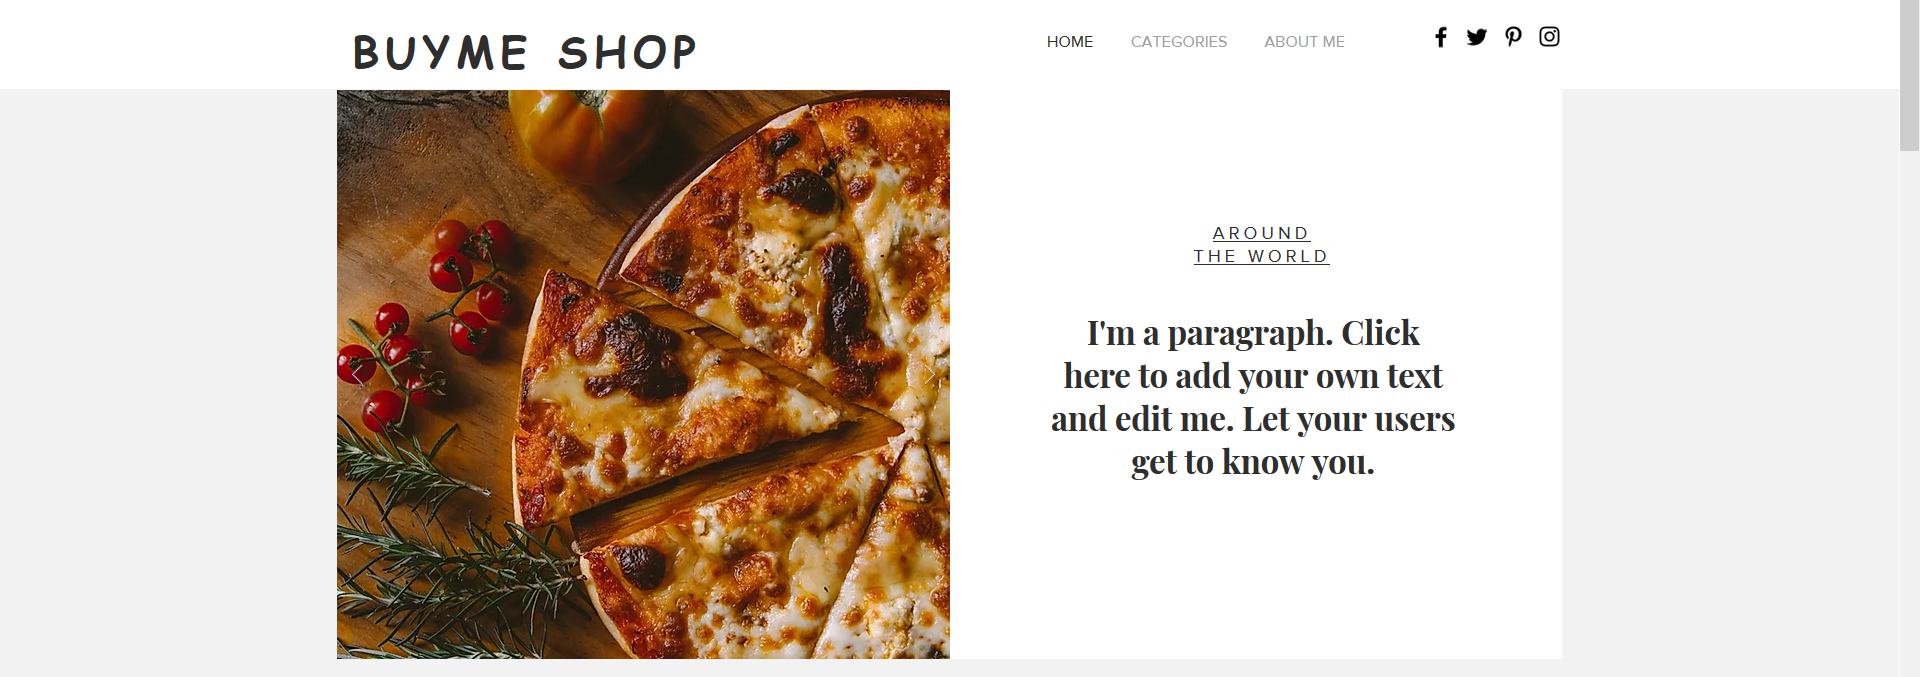 BUYME SHOP
HOME CATEGORIES ABOUT ME
AROUND
THE WORLD
I'm a paragraph. Click
here to add your own text
and edit me. Let your users
get to know you.